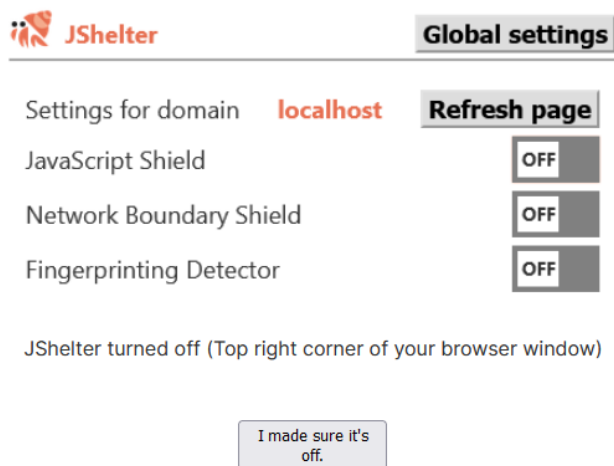 JShelter
Global settings
Settings for domain localhost Refresh page
JavaScript Shield OFF
Network Boundary Shield OFF
Fingerprinting Detector OFF
JShelter turned off (Top right corner of your browser window)
I made sure it's
off.